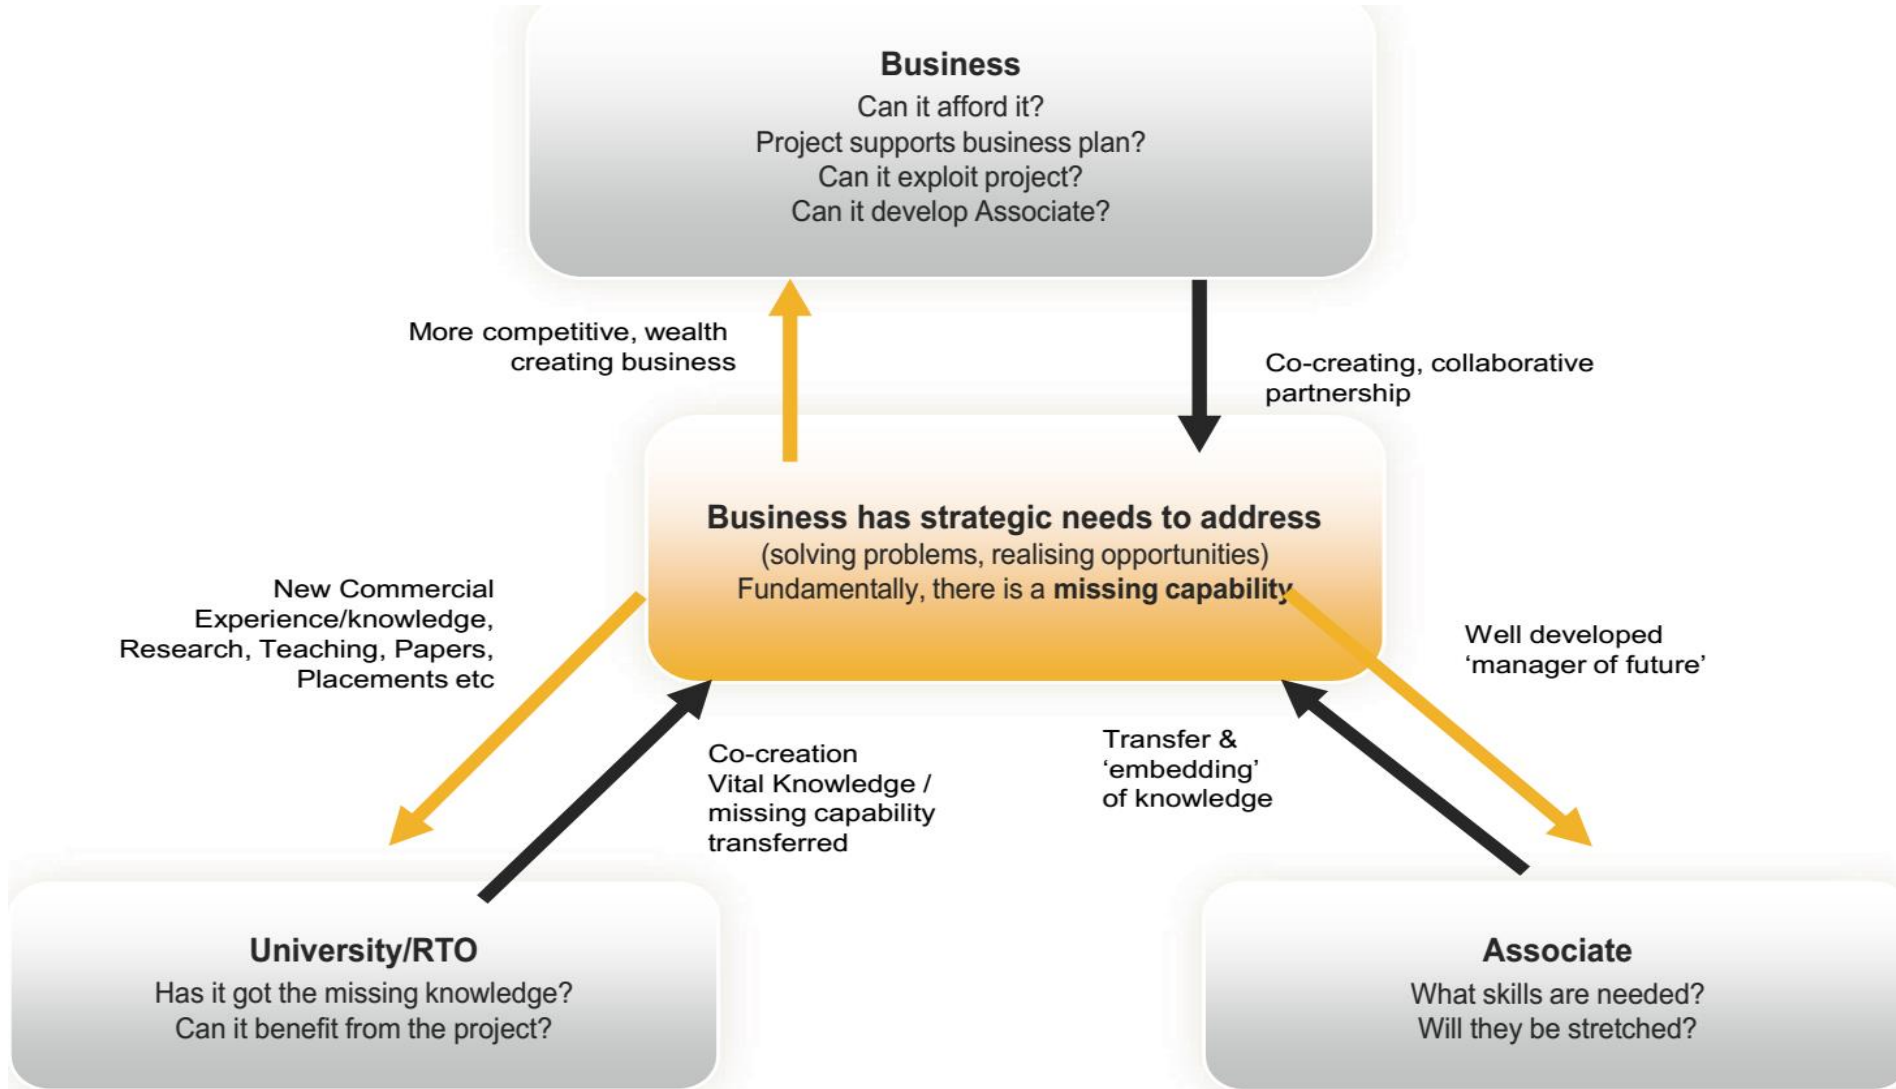 Business
Can it afford it?
Project supports business plan?
Can it exploit project?
Can it develop Associate?
More competitive, wealth
creating business
Co-creating, collaborative
partnership
Business has strategic needs to address
(solving problems, realising opportunities)
Fundamentally, there is a missing capability
New Commercial
Experience/knowledge,
Research, Teaching, Papers,
Placements etc
Well developed
‘manager of future’
Co-creation
Vital Knowledge /
missing capability
transferred
Transfer &
‘embedding’
of knowledge
University/RTO
Has it got the missing knowledge?
Can it benefit from the project?
Associate
What skills are needed?
Will they be stretched?